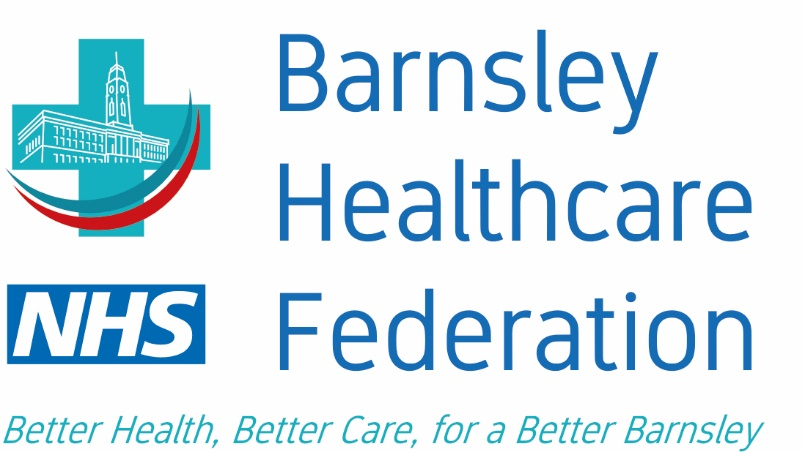 Barnsley
Healthcare
Federation
NHS
Better Health, Better Care, for a Better Barnsley